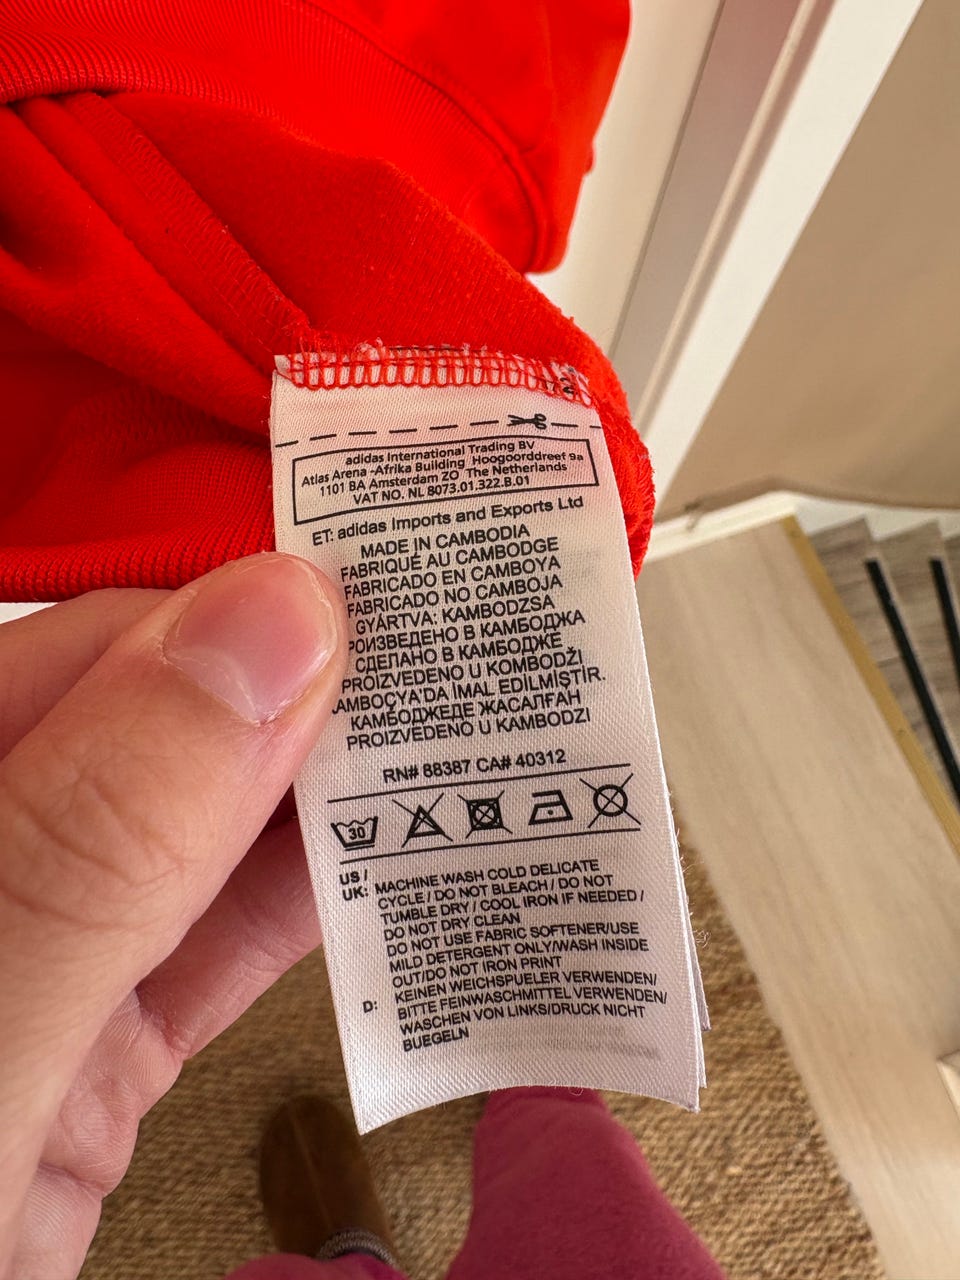 adidas International Trading BV
Atlas Arena -Afrika Building Hoogoorddreef 9a
1101 BA Amsterdam ZO The Netherlands
VAT NO. NL 8073.01.322.B.01
ET: adidas Imports and Exports Ltd
MADE IN CAMBODIA
FABRIQUÉ AU CAMBODGE
FABRICADO EN CAMBOYA
FABRICADO NO CAMBOJA
GYÁRTVA: KAMBODZSA
РОИЗВЕДЕНО В КАМБОДЖА
СДЕЛАНО В КАМБОДЖЕ
PROIZVEDENO U KOMBODŽI
AMBOÇYA'DA İMAL EDİLMİŞTİR.
КАМБОДЖЕДЕ ЖАСАЛҒАН
PROIZVEDENO U KAMBODZI
RN# 88387 CA# 40312
30
US /
UK: MACHINE WASH COLD DELICATE
CYCLE / DO NOT BLEACH / DO NOT
TUMBLE DRY / COOL IRON IF NEEDED /
DO NOT DRY CLEAN
DO NOT USE FABRIC SOFTENER/USE
MILD DETERGENT ONLY/WASH INSIDE
OUT/DO NOT IRON PRINT
D: KEINEN WEICHSPUELER VERWENDEN/
BITTE FEINWASCHMITTEL VERWENDEN/
WASCHEN VON LINKS/DRUCK NICHT
BUEGELN